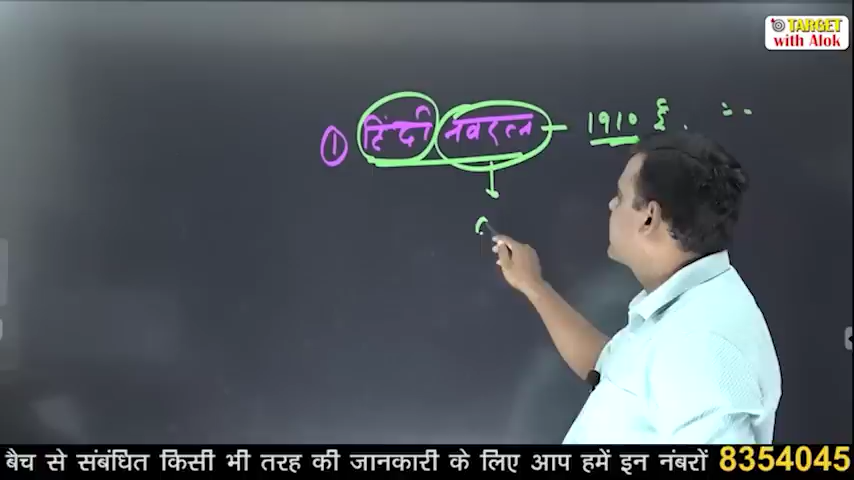 TARGET
with Alok
① हिंदी नवरत्न - 1910 ई.
बैच से संबंधित किसी भी तरह की जानकारी के लिए आप हमें इन नंबरों 8354045